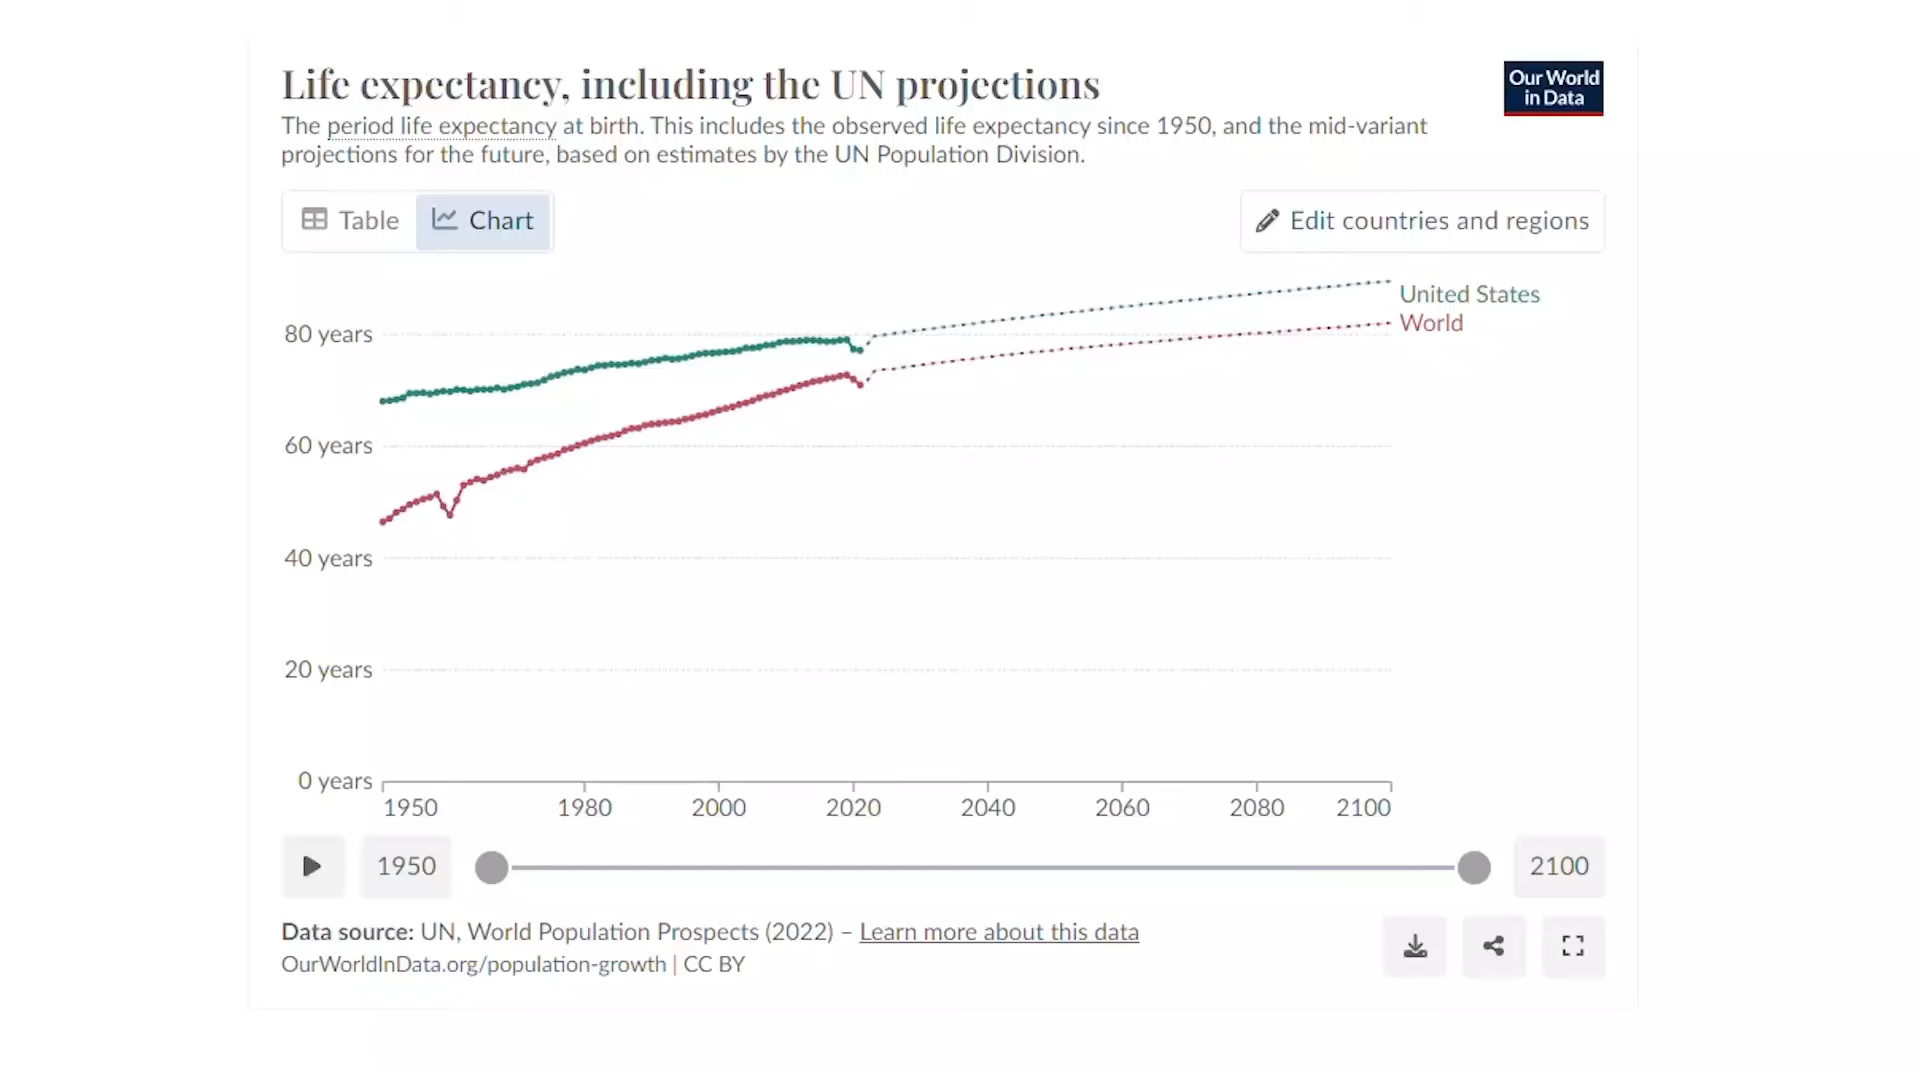 Life expectancy, including the UN projections
Our World
in Data
The period life expectancy at birth. This includes the observed life expectancy since 1950, and the mid-variant
projections for the future, based on estimates by the UN Population Division.
Table
Chart
Edit countries and regions
United States
World
80 years
60 years
40 years
20 years
0 years
1950 1980 2000 2020 2040 2060 2080 2100
1950
2100
Data source: UN, World Population Prospects (2022) – Learn more about this data
OurWorldInData.org/population-growth | CC BY